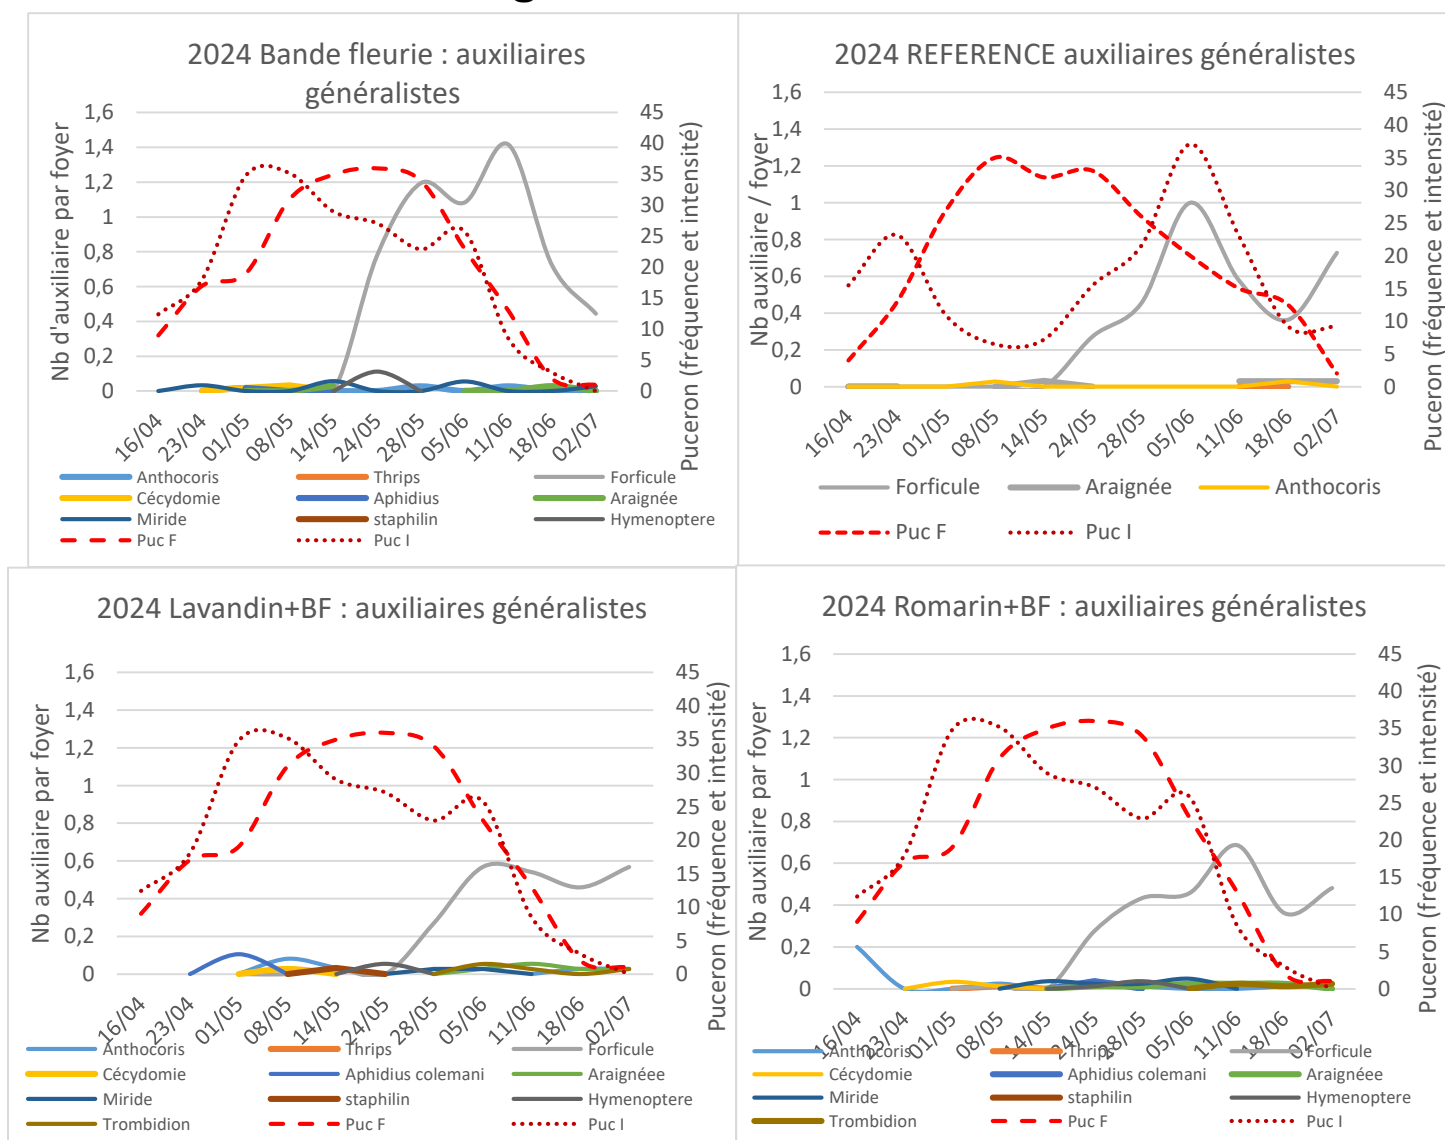 g
2024 Bande fleurie : auxiliaires
généralistes
Nb d'auxiliaire par foyer
1,6
1,4
1,2
1
0,8
0,6
0,4
0,2
0
45
40
35
30
25
20
15
10
5
0
Puceron (fréquence et intensité)
16/04 23/04 01/05 08/05 14/05 24/05 28/05 05/06 11/06 18/06 02/07
Anthocoris Thrips Forficule
Cécydomie Aphidius Araignée
Miride staphilin Hymenoptere
Puc F Puc I
2024 REFERENCE auxiliaires généralistes
Nb auxiliaire / foyer
1,6
1,4
1,2
1
0,8
0,6
0,4
0,2
0
45
40
35
30
25
20
15
10
5
0
Puceron (fréquence et intensité)
16/04 23/04 01/05 08/05 14/05 24/05 28/05 05/06 11/06 18/06 02/07
Forficule Araignée Anthocoris
Puc F Puc I
2024 Lavandin+BF : auxiliaires généralistes
Nb auxiliaire par foyer
1,6
1,4
1,2
1
0,8
0,6
0,4
0,2
0
45
40
35
30
25
20
15
10
5
0
Puceron (fréquence et intensité)
16/04 23/04 01/05 08/05 14/05 24/05 28/05 05/06 11/06 18/06 02/07
Anthocoris Thrips Forficule
Cécydomie Aphidius colemani Araignéee
Miride staphilin Hymenoptere
Trombidion Puc F Puc I
2024 Romarin+BF : auxiliaires généralistes
Nb auxiliaire par foyer
1,6
1,4
1,2
1
0,8
0,6
0,4
0,2
0
45
40
35
30
25
20
15
10
5
0
Puceron (fréquence et intensité)
16/04 23/04 01/05 08/05 14/05 24/05 28/05 05/06 11/06 18/06 02/07
Anthocoris Thrips Forficule
Cécydomie Aphidius colemani Araignéee
Miride staphilin Hymenoptere
Trombidion Puc F Puc I